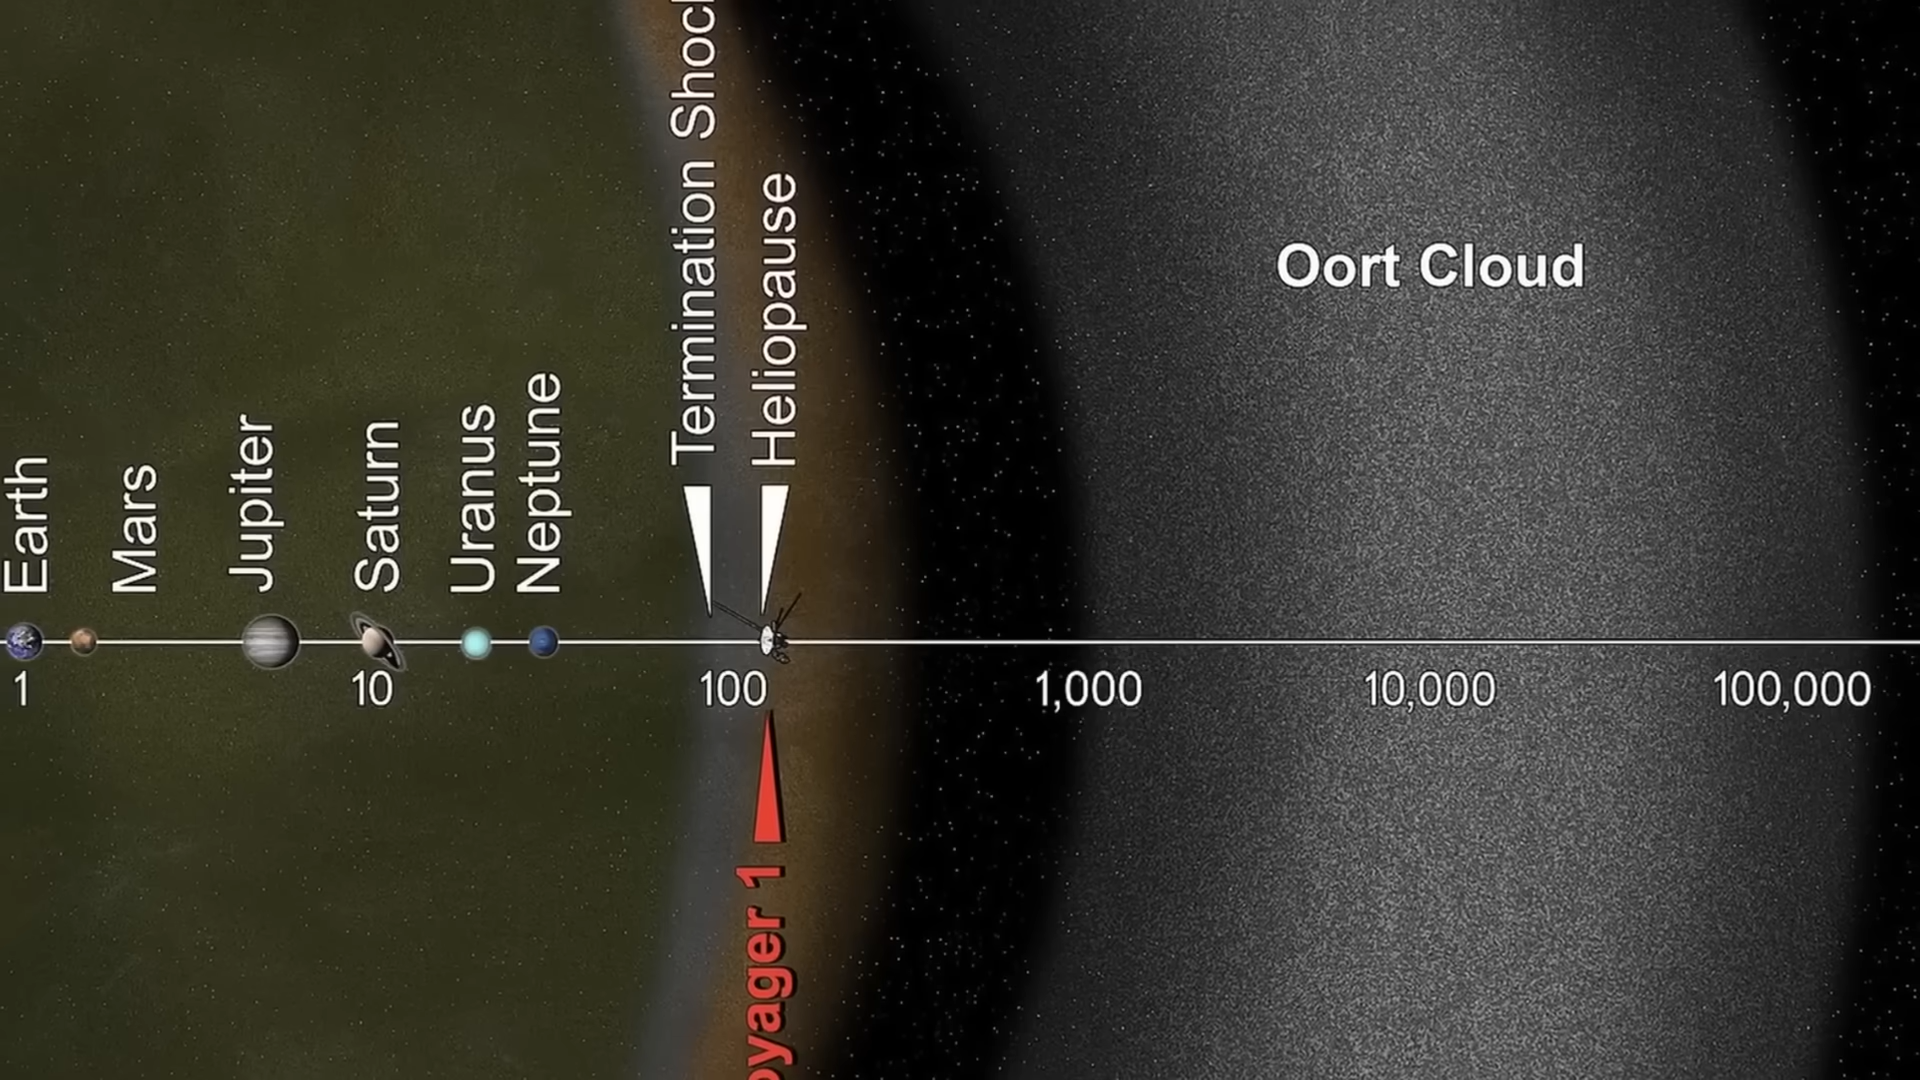 Earth
Mars
Jupiter
Saturn
Uranus
Neptune
Termination Shock
Heliopause
Oort Cloud
1
10
100
1,000
10,000
100,000
oyager 1